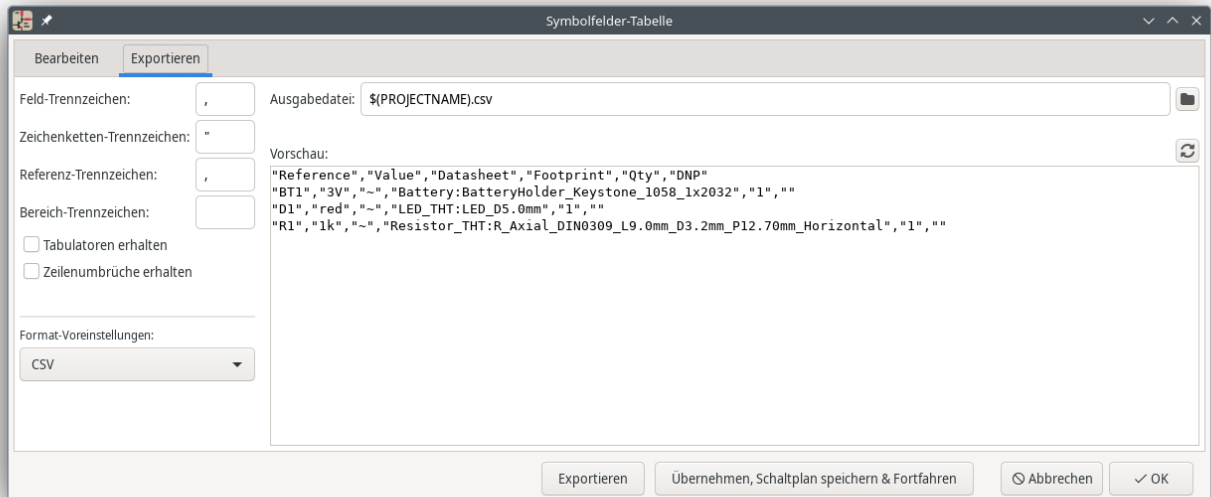 Symbolfelder-Tabelle
Bearbeiten Exportieren
Feld-Trennzeichen: ,
Ausgabedatei: $(PROJECTNAME).csv
Zeichenketten-Trennzeichen: "
Referenz-Trennzeichen: ,
Bereich-Trennzeichen:
Tabulatoren erhalten
Zeilenumbrüche erhalten
Format-Voreinstellungen:
CSV
Vorschau:
"Reference","Value","Datasheet","Footprint","Qty","DNP"
"BT1","3V","~","Battery:BatteryHolder_Keystone_1058_1x2032","1",""
"D1","red","~","LED_THT:LED_D5.0mm","1",""
"R1","1k","~","Resistor_THT:R_Axial_DIN0309_L9.0mm_D3.2mm_P12.70mm_Horizontal","1",""
Exportieren Übernehmen, Schaltplan speichern & Fortfahren Abbrechen OK